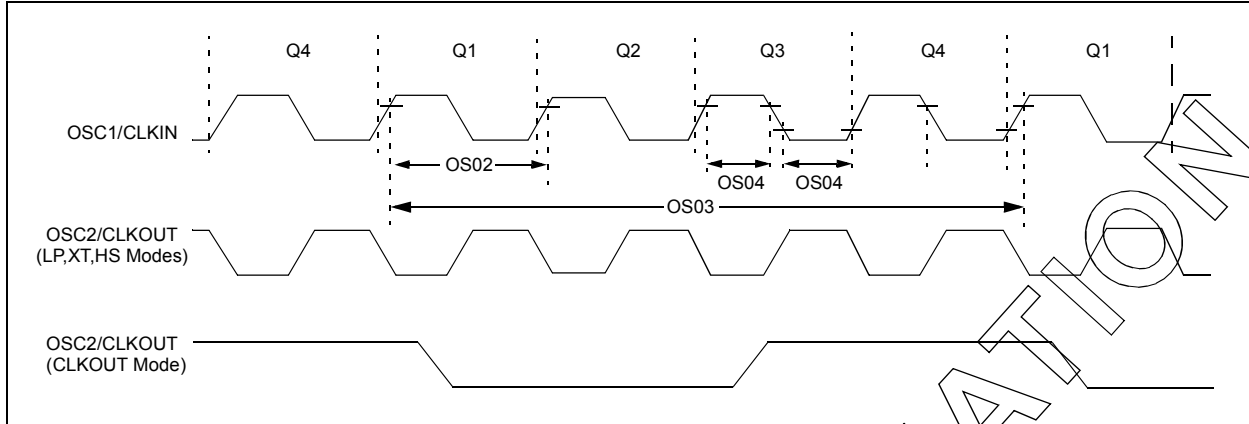 Q4 Q1 Q2 Q3 Q4 Q1
OSC1/CLKIN
OS02 OS04 OS04
OS03
OSC2/CLKOUT
(LP,XT,HS Modes)
OSC2/CLKOUT
(CLKOUT Mode)
ATION